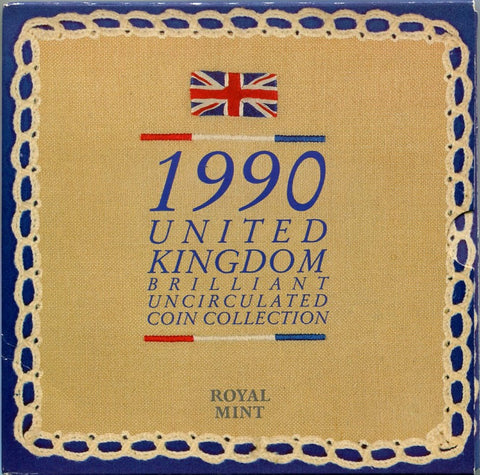 1990
UNITED
KINGDOM
BRILLIANT
UNCIRCULATED
COIN COLLECTION
ROYAL
MINT